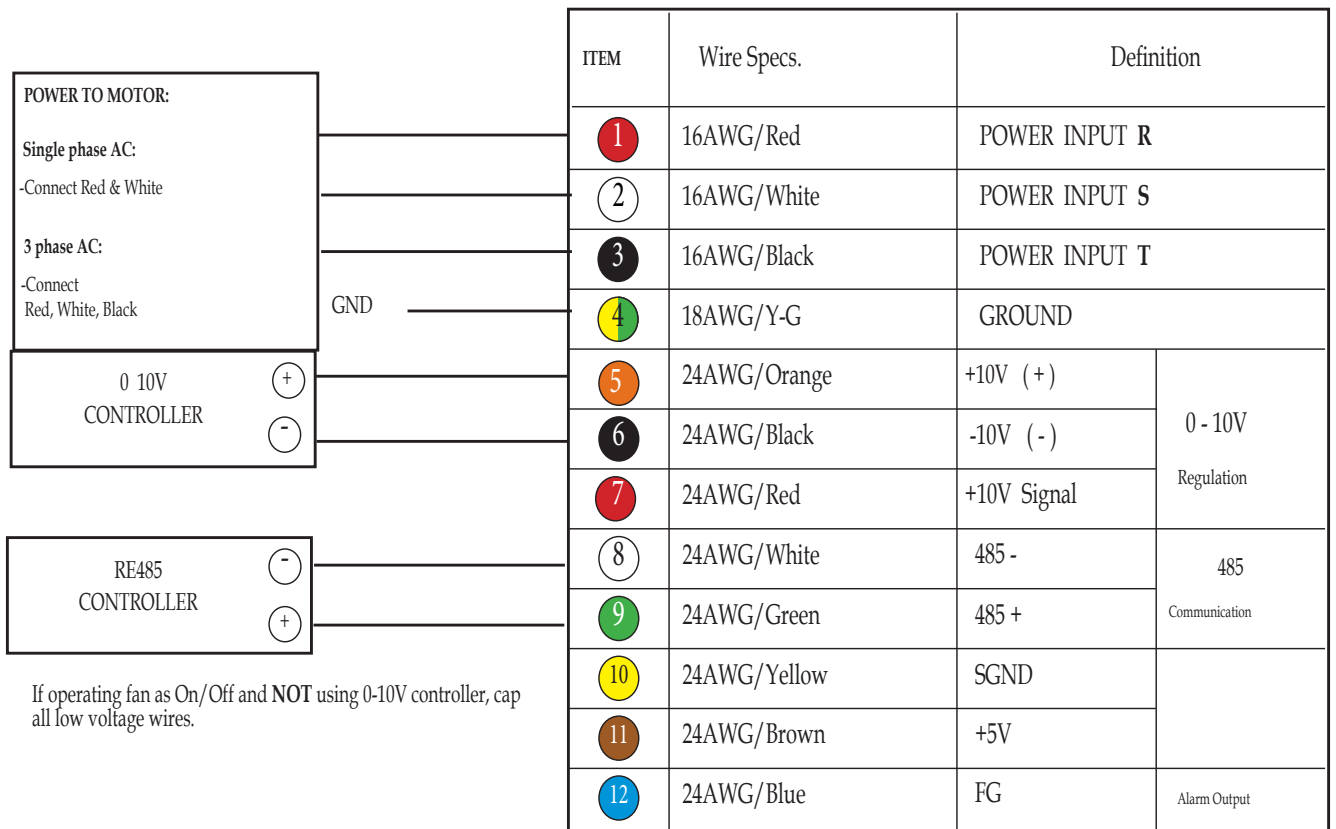 POWER TO MOTOR:
Single phase AC:
-Connect Red & White
3 phase AC:
-Connect
Red, White, Black
GND
0 10V
CONTROLLER
+
-
RE485
CONTROLLER
-
+
If operating fan as On/Off and NOT using 0-10V controller, cap
all low voltage wires.
ITEM Wire Specs. Definition
1 16AWG/Red POWER INPUT R
2 16AWG/White POWER INPUT S
3 16AWG/Black POWER INPUT T
4 18AWG/Y-G GROUND
5 24AWG/Orange +10V (+)
6 24AWG/Black -10V (-)
7 24AWG/Red +10V Signal
0 - 10V
Regulation
8 24AWG/White 485 -
9 24AWG/Green 485 +
485
Communication
10 24AWG/Yellow SGND
11 24AWG/Brown +5V
12 24AWG/Blue FG Alarm Output